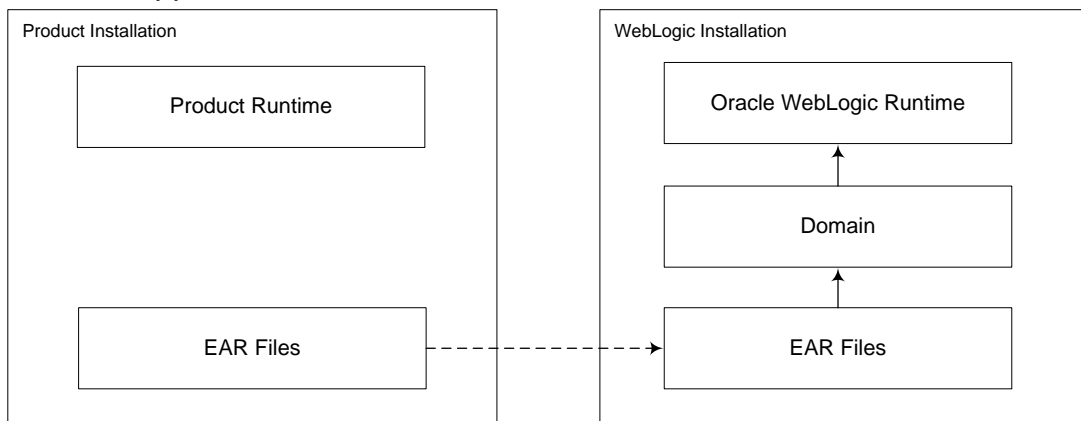 Product Installation
WebLogic Installation
Product Runtime
Oracle WebLogic Runtime
Domain
EAR Files
EAR Files